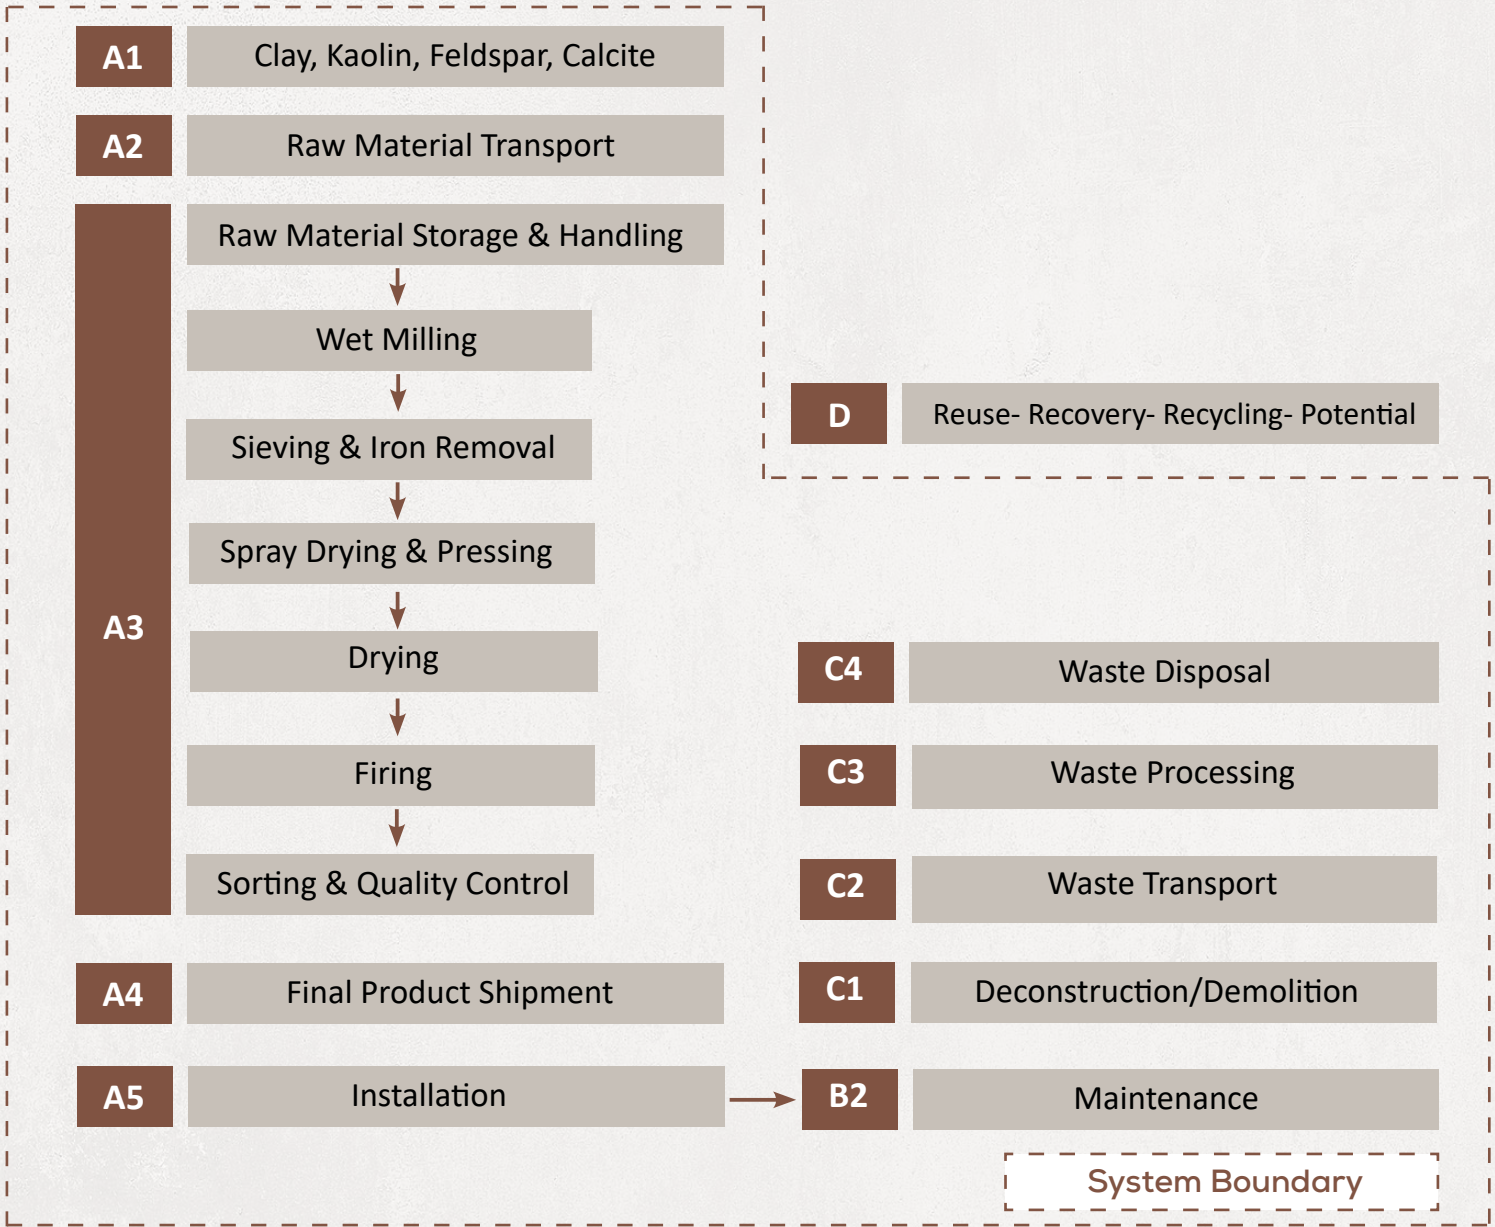 A1 Clay, Kaolin, Feldspar, Calcite
A2 Raw Material Transport
A3
Raw Material Storage & Handling
Wet Milling
Sieving & Iron Removal
Spray Drying & Pressing
Drying
Firing
Sorting & Quality Control
A4 Final Product Shipment
A5 Installation
D Reuse- Recovery- Recycling- Potential
C4 Waste Disposal
C3 Waste Processing
C2 Waste Transport
C1 Deconstruction/Demolition
B2 Maintenance
System Boundary